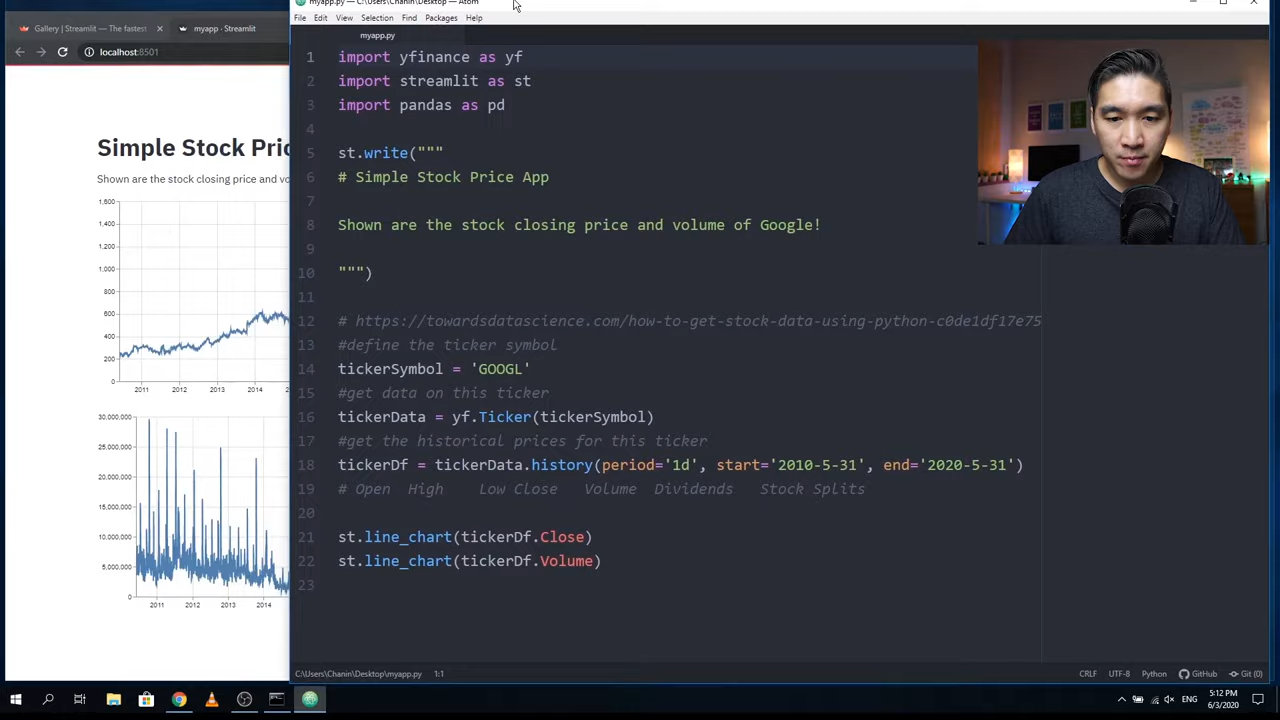 myapp.py — C:\Users\Chanin\Desktop — Atom
File Edit View Selection Find Packages Help
Gallery | Streamlit — The fastest
myapp · Streamlit
localhost:8501
myapp.py
Simple Stock Pric
Shown are the stock closing price and vo
1,600
1,400
1,200
1,000
800
600
400
200
0
2011 2012 2013 2014
30,000,000
25,000,000
20,000,000
15,000,000
10,000,000
5,000,000
0
2011 2012 2013 2014
1 import yfinance as yf
2 import streamlit as st
3 import pandas as pd
4
5 st.write("""
6 # Simple Stock Price App
7
8 Shown are the stock closing price and volume of Google!
9
10 """)
11
12 # https://towardsdatascience.com/how-to-get-stock-data-using-python-c0de1df17e75
13 #define the ticker symbol
14 tickerSymbol = 'GOOGL'
15 #get data on this ticker
16 tickerData = yf.Ticker(tickerSymbol)
17 #get the historical prices for this ticker
18 tickerDf = tickerData.history(period='1d', start='2010-5-31', end='2020-5-31')
19 # Open High Low Close Volume Dividends Stock Splits
20
21 st.line_chart(tickerDf.Close)
22 st.line_chart(tickerDf.Volume)
23
C:\Users\Chanin\Desktop\myapp.py 1:1
CRLF UTF-8 Python GitHub Git (0)
ENG
5:12 PM
6/3/2020